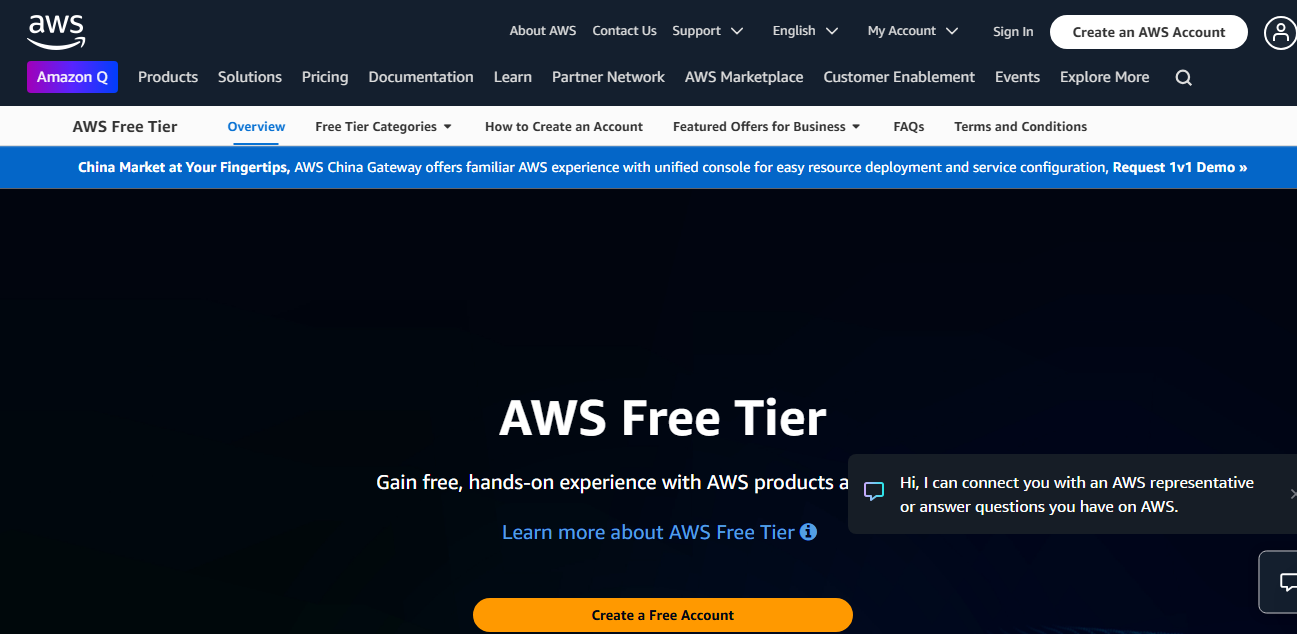 aws
About AWS Contact Us Support English My Account Sign In Create an AWS Account
Amazon Q Products Solutions Pricing Documentation Learn Partner Network AWS Marketplace Customer Enablement Events Explore More
AWS Free Tier Overview Free Tier Categories How to Create an Account Featured Offers for Business FAQs Terms and Conditions
China Market at Your Fingertips, AWS China Gateway offers familiar AWS experience with unified console for easy resource deployment and service configuration, Request 1v1 Demo »
AWS Free Tier
Gain free, hands-on experience with AWS products a
Hi, I can connect you with an AWS representative
or answer questions you have on AWS.
Learn more about AWS Free Tier
Create a Free Account